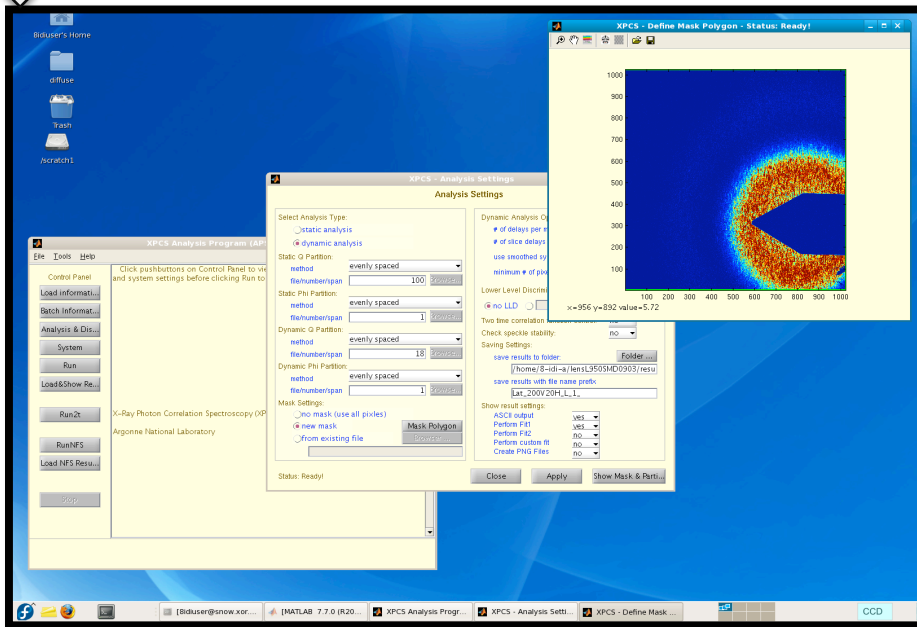 Bidiuser's Home
diffuse
Trash
/scratch1
XPCS - Define Mask Polygon - Status: Ready!
1000
900
800
700
600
500
400
300
200
100
100 200 300 400 500 600 700 800 900 1000
x=956 y=892 value=5.72
XPCS - Analysis Settings
Analysis Settings
Select Analysis Type:
static analysis
dynamic analysis
Static Q Partition:
method evenly spaced
file/number/span 100 Browse...
Static Phi Partition:
method evenly spaced
file/number/span 1 Browse...
Dynamic Q Partition:
method evenly spaced
file/number/span 18 Browse...
Dynamic Phi Partition:
method evenly spaced
file/number/span 1 Browse...
Mask Settings:
no mask (use all pixles)
new mask Mask Polygon
from existing file Browse...
Status: Ready!
Dynamic Analysis Op
# of delays per m
# of slice delays
use smoothed sy
minimum # of pix
Lower Level Discrimi
no LLD
Two time correlation
Check speckle stability: no
Saving Settings:
save results to folder: Folder ...
/home/8-idi-a/lensL950SMD0903/resu
save results with file name prefix
Lat_200V20H_L_1_
Show result settings:
ASCII output yes
Perform Fit1 yes
Perform Fit2 no
Perform custom fit no
Create PNG Files no
Close Apply Show Mask & Parti...
XPCS Analysis Program (AP
File Tools Help
Control Panel
Load informati...
Batch Informat...
Analysis & Dis...
System
Run
Load&Show Re...
Run2t
RunNFS
Load NFS Resu...
Stop
Click pushbuttons on Control Panel to vie
and system settings before clicking Run to
X-Ray Photon Correlation Spectroscopy (XP
Argonne National Laboratory
[Bidiuser@snow.xor....
[MATLAB 7.7.0 (R20...
XPCS Analysis Progr...
XPCS - Analysis Setti...
XPCS - Define Mask ...
CCD